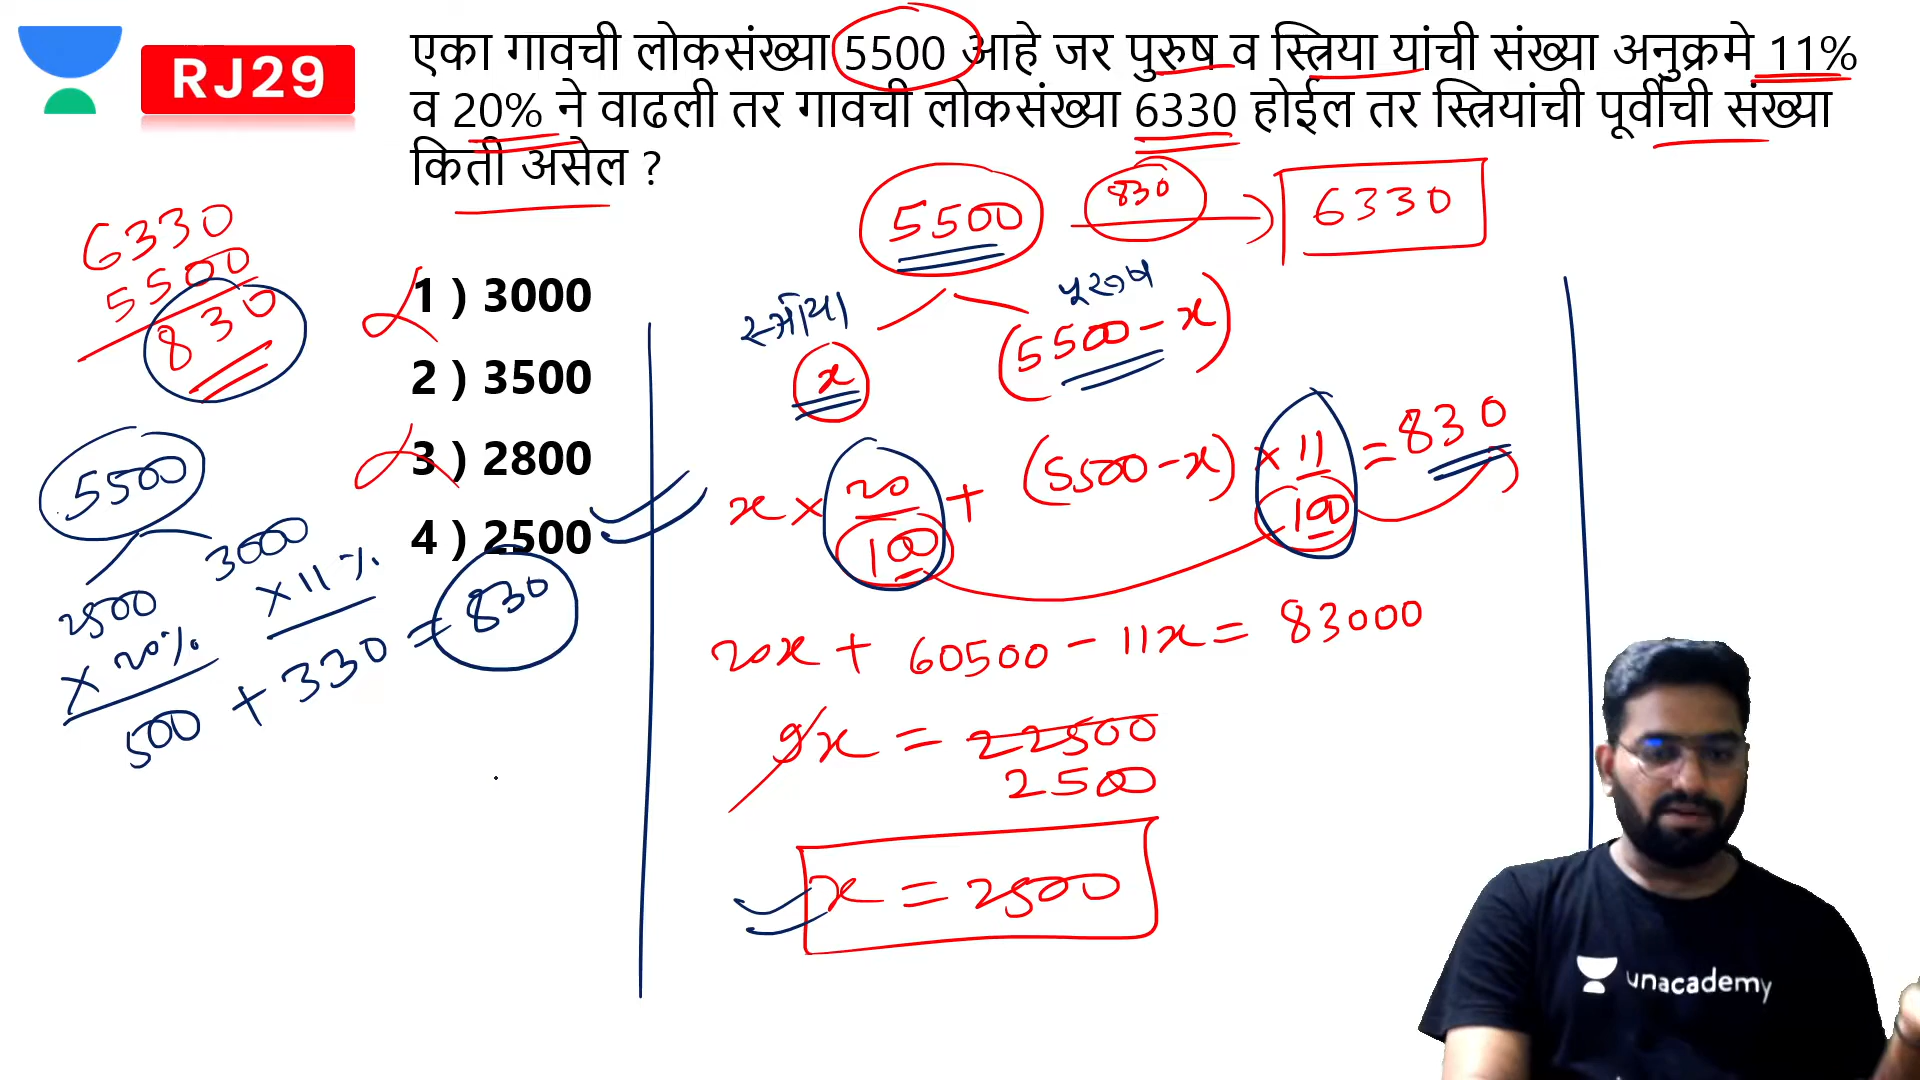 RJ29
एका गावची लोकसंख्या 5500 आहे जर पुरुष व स्त्रिया यांची संख्या अनुक्रमे 11%
व 20% ने वाढली तर गावची लोकसंख्या 6330 होईल तर स्त्रियांची पूर्वीची संख्या
किती असेल ?
6330
5500
830
1 ) 3000
2 ) 3500
3 ) 2800
4 ) 2500
5500
2500 3000
× 20% × 11%
500 + 330 = 830
5500 830 6330
पुरुष
x (5500 - x)
x × 20/100 + (5500 - x) × 11/100 = 830
20x + 60500 - 11x = 83000
9x = 22500
2500
x = 2500
unacademy